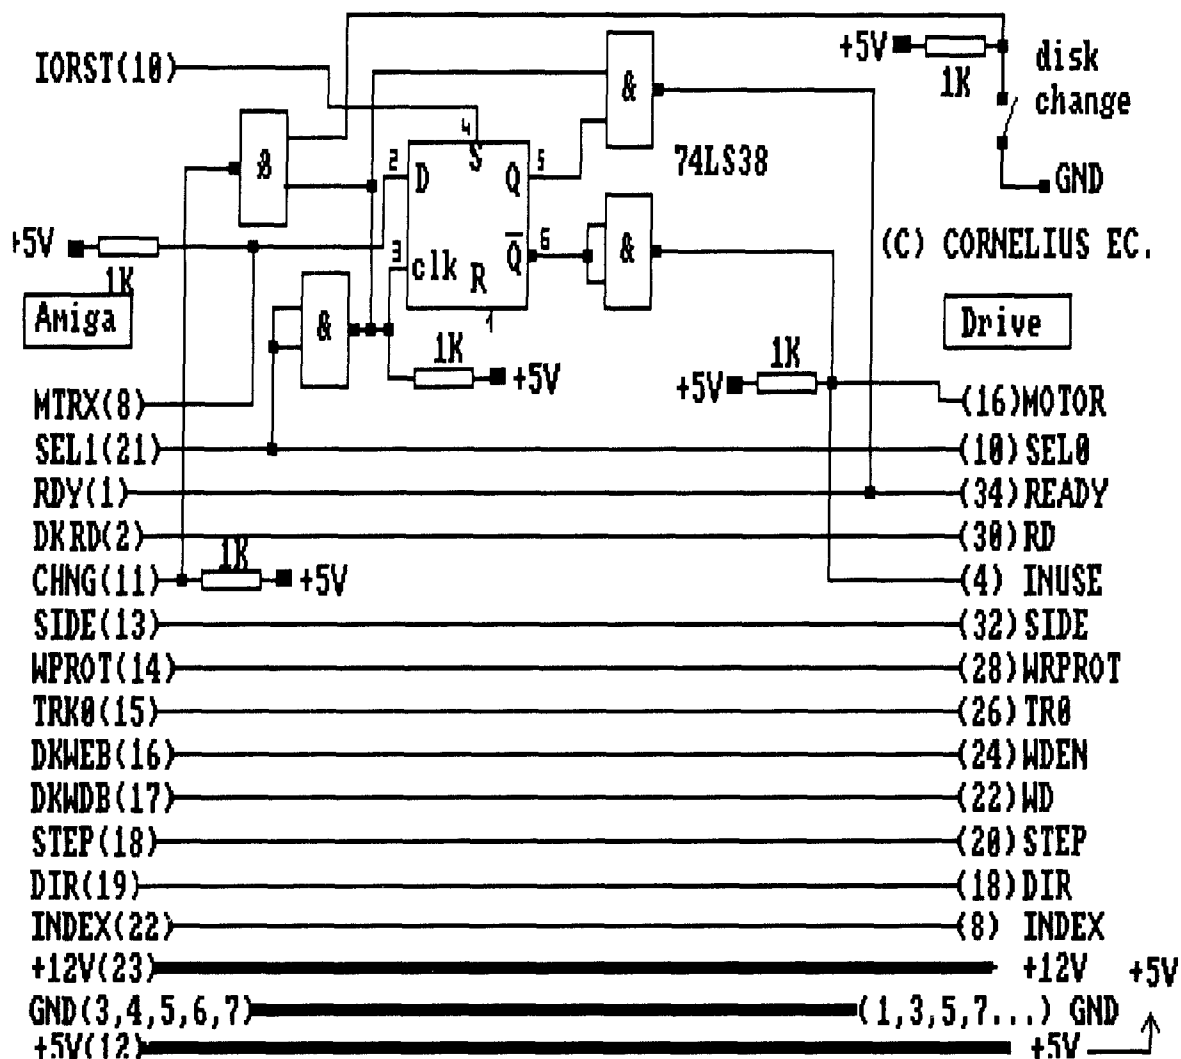 IORST(10)
+5V
1K
disk
change
GND
4
2
D
S
Q
5
3
clk
R
Q
6
1
&
&
&
&
74LS38
(C) CORNELIUS EC.
+5V
1K
Amiga
Drive
1K
+5V
+5V
1K
MTRX(8)
(16)MOTOR
SEL1(21)
(10)SEL0
RDY(1)
(34)READY
DKRD(2)
(30)RD
1K
CHNG(11)
+5V
(4) INUSE
SIDE(13)
(32)SIDE
WPROT(14)
(28)WRPROT
TRK0(15)
(26)TR0
DKWEB(16)
(24)WDEN
DKWDB(17)
(22)WD
STEP(18)
(20)STEP
DIR(19)
(18)DIR
INDEX(22)
(8) INDEX
+12V(23)
+12V
+5V
GND(3,4,5,6,7)
(1,3,5,7...) GND
+5V(12)
+5V